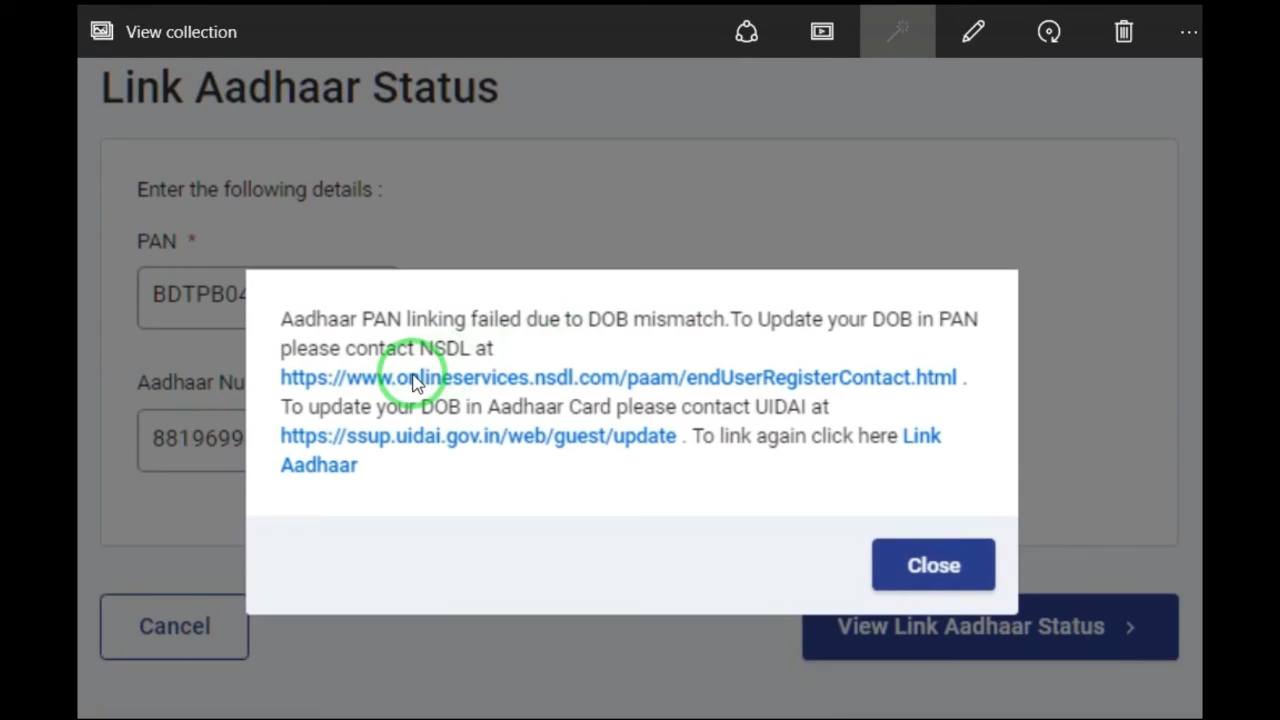 View collection
Link Aadhaar Status
Enter the following details :
PAN *
BDTPB04
Aadhaar Nu
8819699
Aadhaar PAN linking failed due to DOB mismatch.To Update your DOB in PAN
please contact NSDL at
https://www.onlineservices.nsdl.com/paam/endUserRegisterContact.html .
To update your DOB in Aadhaar Card please contact UIDAI at
https://ssup.uidai.gov.in/web/guest/update . To link again click here Link
Aadhaar
Close
Cancel
View Link Aadhaar Status